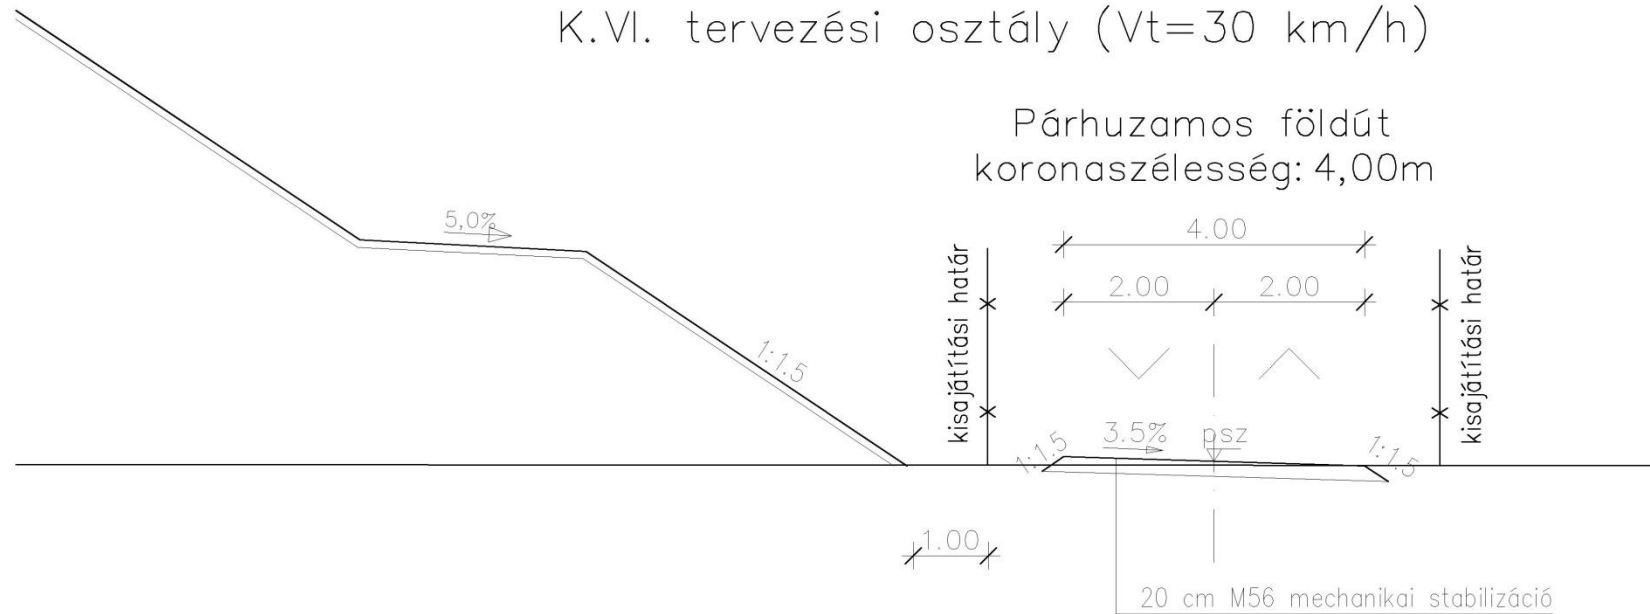 K.VI. tervezési osztály (Vt=30 km/h)
Párhuzamos földút
koronaszélesség: 4,00m
5,0%
4.00
2.00 2.00
kisajátítási határ
kisajátítási határ
1:1.5
3.5% psz
1:1.5
1:1.5
1.00
20 cm M56 mechanikai stabilizáció